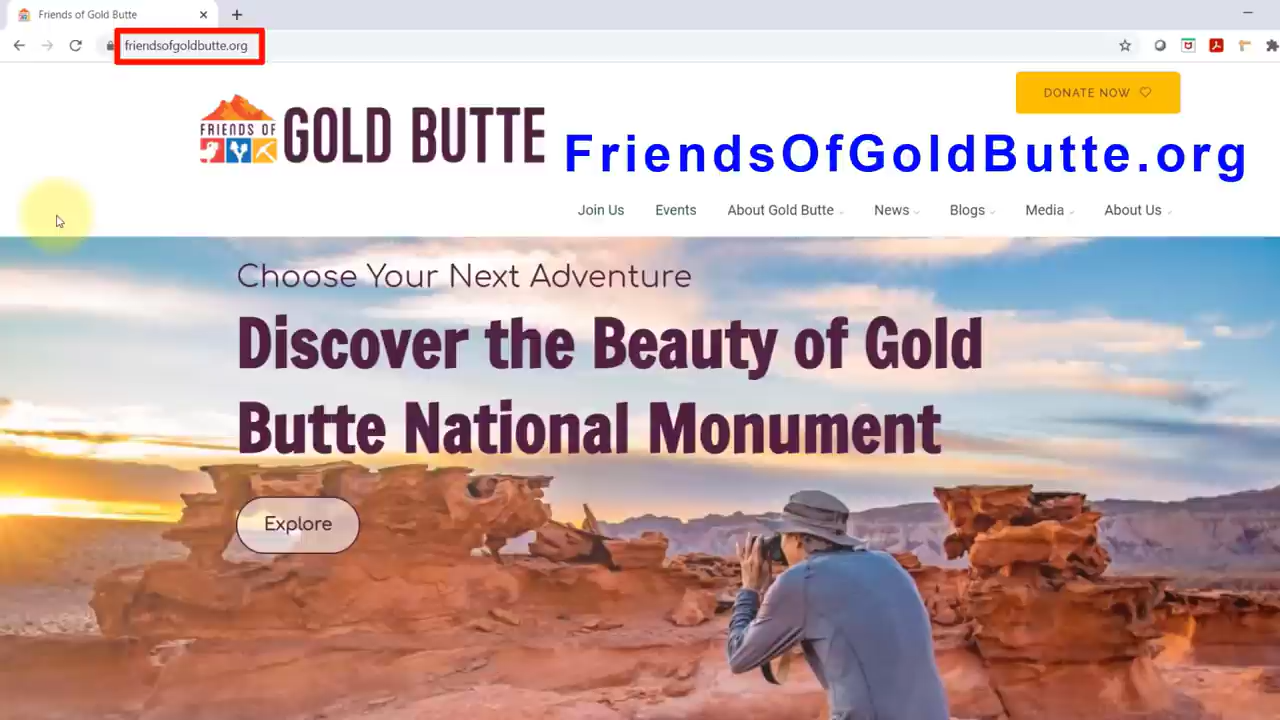 Friends of Gold Butte
friendsofgoldbutte.org
DONATE NOW
FRIENDS OF
GOLD BUTTE
FriendsOfGoldButte.org
Join Us Events About Gold Butte News Blogs Media About Us
Choose Your Next Adventure
Discover the Beauty of Gold
Butte National Monument
Explore